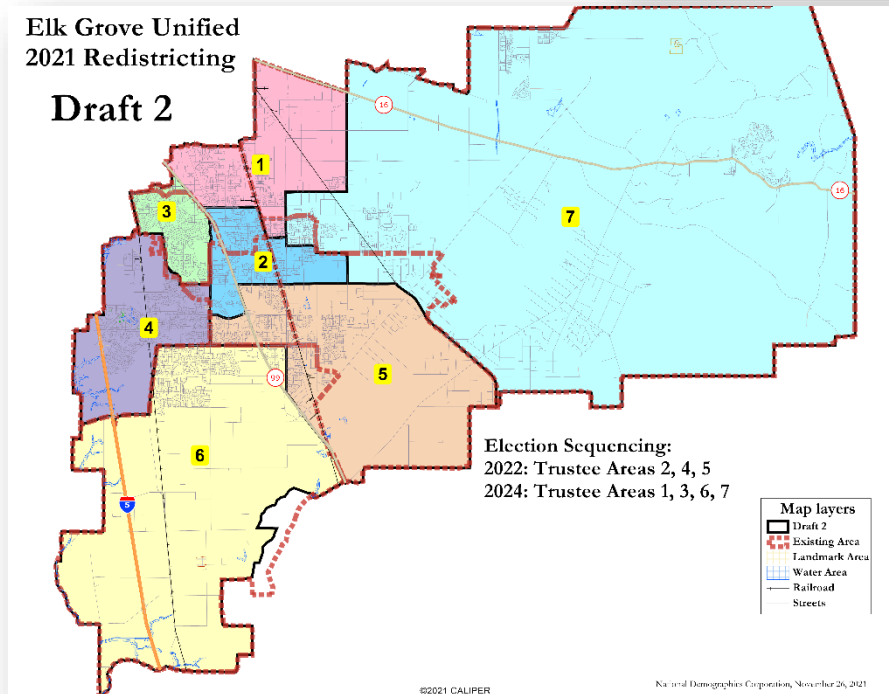 Elk Grove Unified
2021 Redistricting
Draft 2
16
1
16
3
7
2
4
99
5
6
Election Sequencing:
2022: Trustee Areas 2, 4, 5
2024: Trustee Areas 1, 3, 6, 7
5
Map layers
Draft 2
Existing Area
Landmark Area
Water Area
Railroad
Streets
©2021 CALIPER
National Demographics Corporation, November 26, 2021